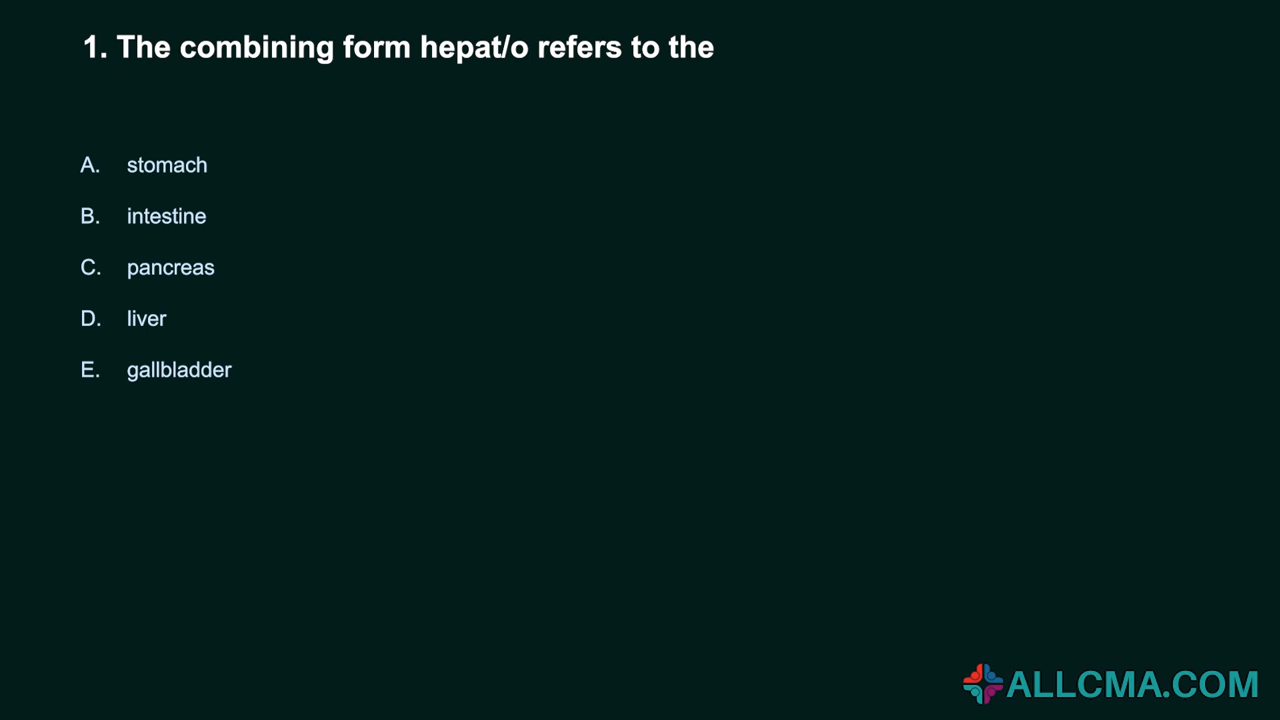 1. The combining form hepat/o refers to the
A. stomach
B. intestine
C. pancreas
D. liver
E. gallbladder
ALLCMA.COM